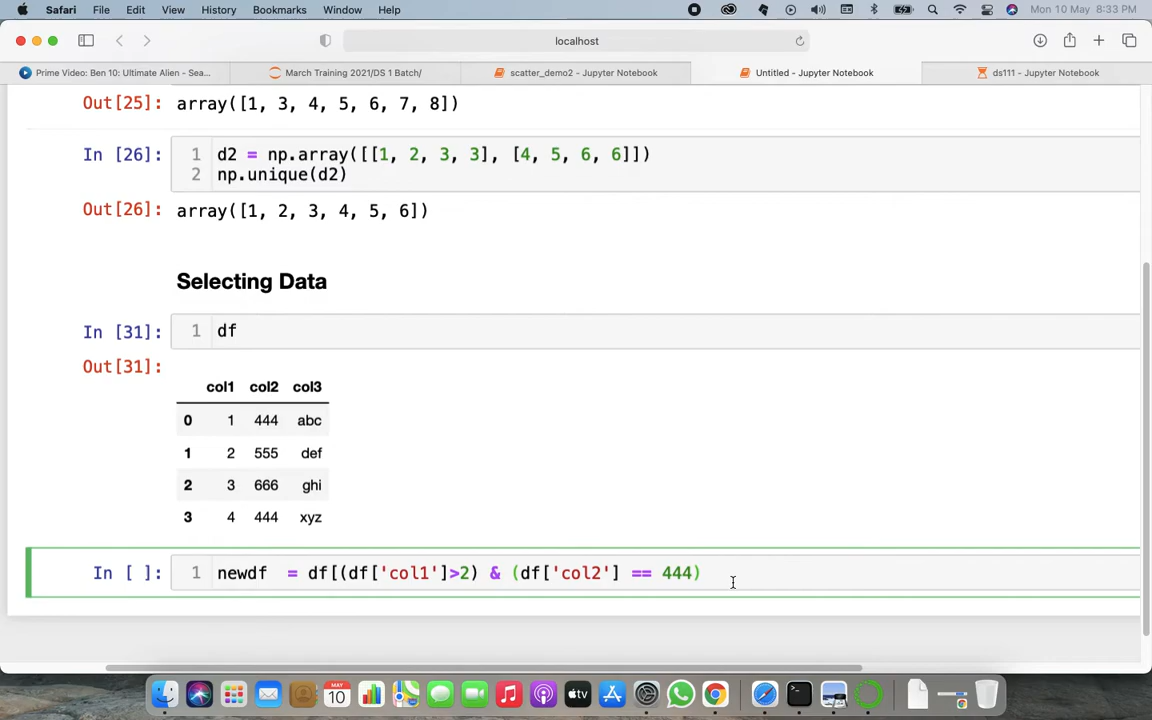 Safari File Edit View History Bookmarks Window Help Mon 10 May 8:33 PM
localhost
Prime Video: Ben 10: Ultimate Alien - Sea... March Training 2021/DS 1 Batch/ scatter_demo2 - Jupyter Notebook Untitled - Jupyter Notebook ds111 - Jupyter Notebook
Out[25]: array([1, 3, 4, 5, 6, 7, 8])
In [26]: 1 d2 = np.array([[1, 2, 3, 3], [4, 5, 6, 6]])
2 np.unique(d2)
Out[26]: array([1, 2, 3, 4, 5, 6])
Selecting Data
In [31]: 1 df
Out[31]:
col1 col2 col3
0 1 444 abc
1 2 555 def
2 3 666 ghi
3 4 444 xyz
In [ ]: 1 newdf  = df[(df['col1']>2) & (df['col2'] == 444)
MAY
10
tv